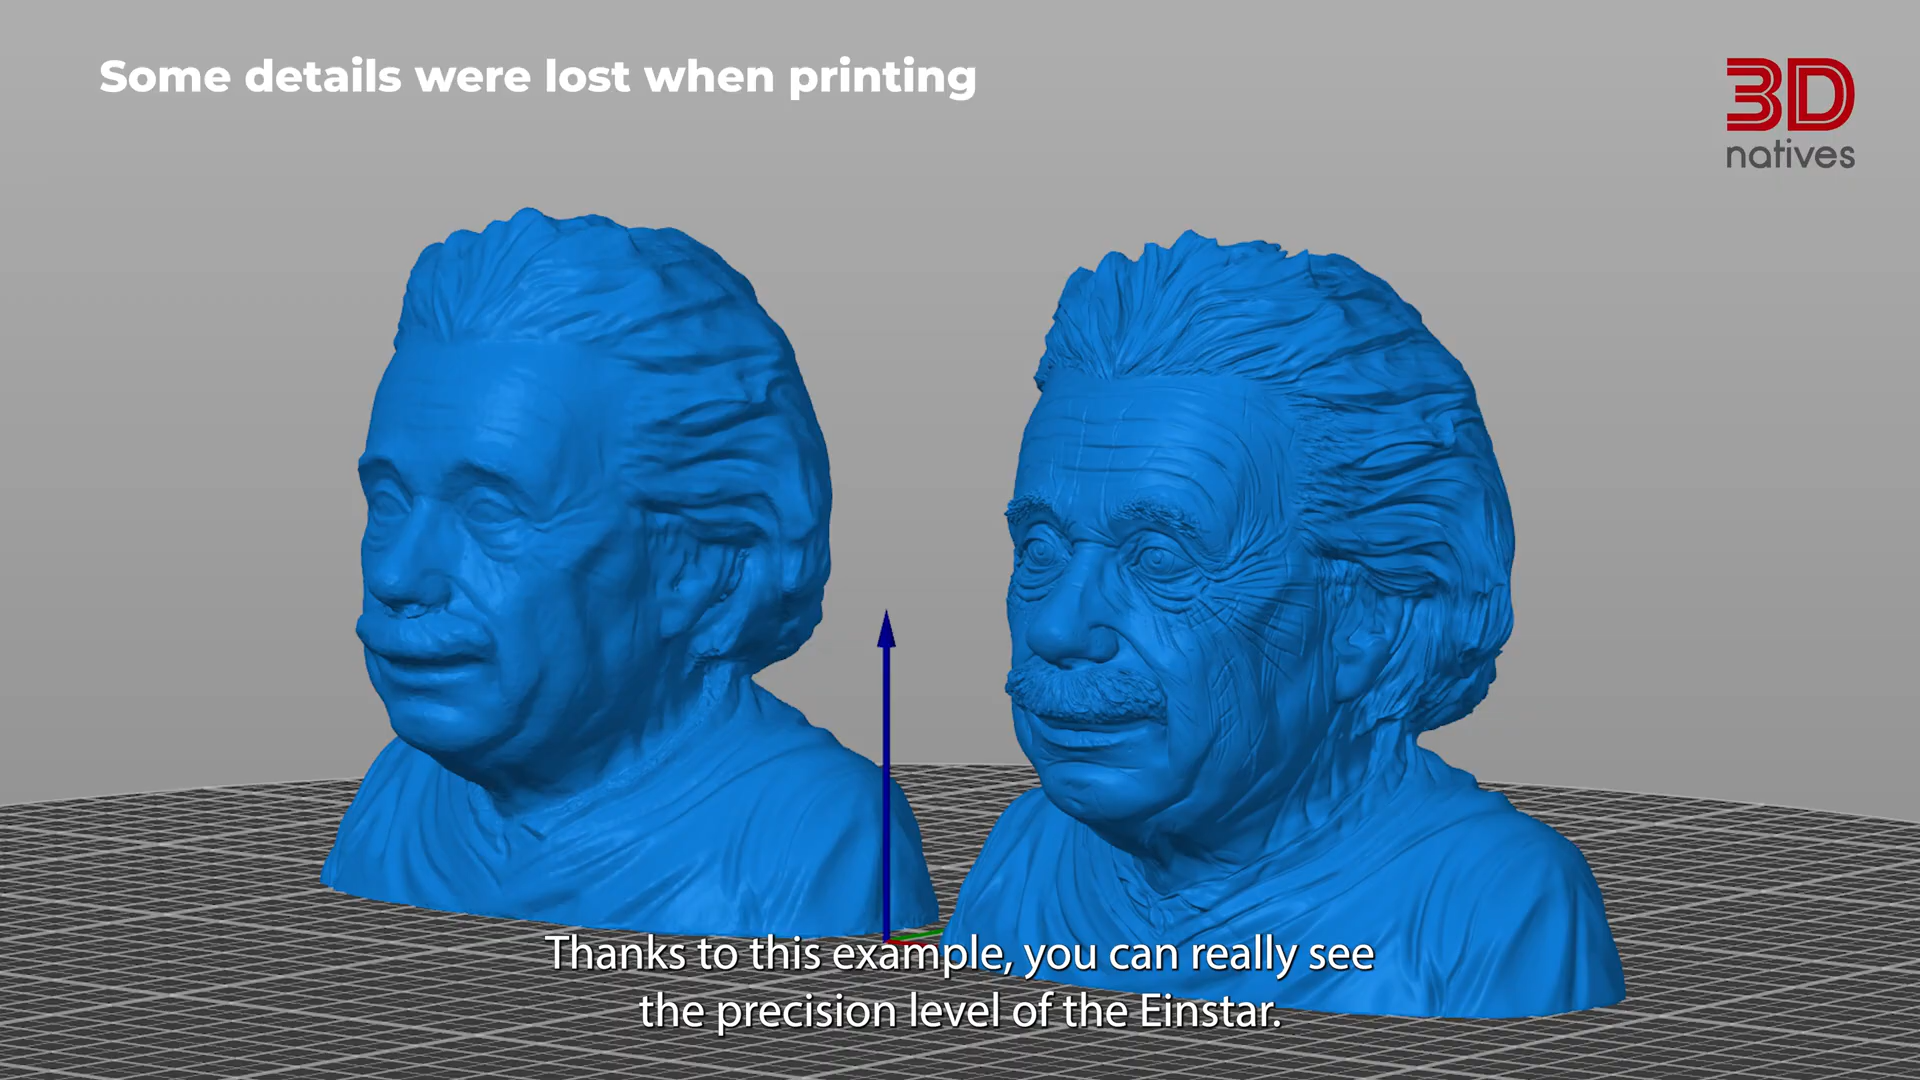 Some details were lost when printing
3D
natives
Thanks to this example, you can really see
the precision level of the Einstar.